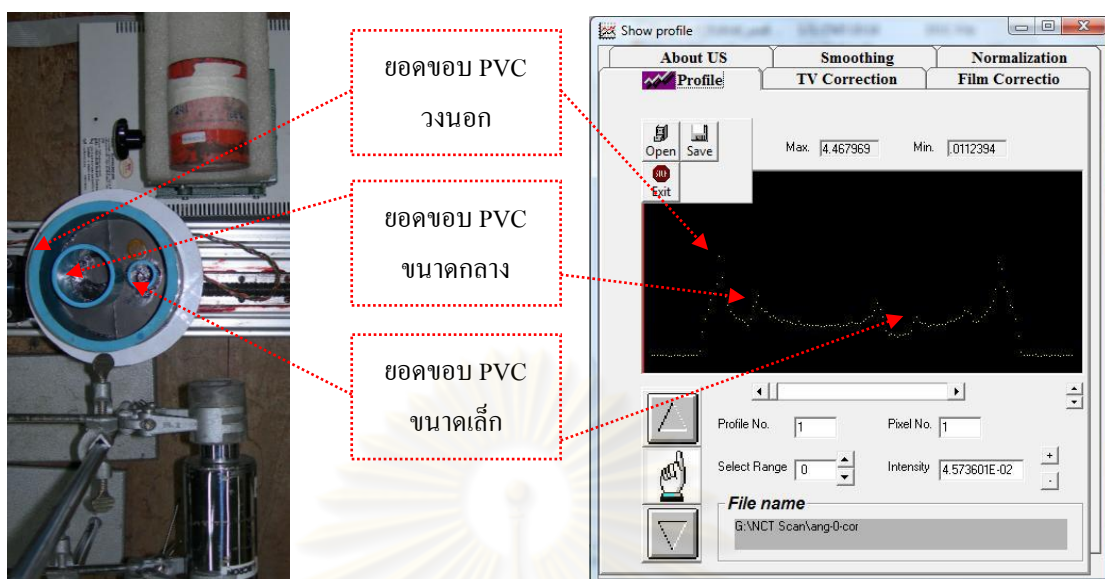 ยอดขอบ PVC
วงนอก
ยอดขอบ PVC
ขนาดกลาง
ยอดขอบ PVC
ขนาดเล็ก
Show profile
About US
Smoothing
Normalization
Profile
TV Correction
Film Correctio
Open
Save
Max.
4.467969
Min.
.0112394
Exit
Profile No.
1
Pixel No.
1
Select Range
0
Intensity
4.573601E-02
+
-
File name
G:\NCT Scan\ang-0-cor